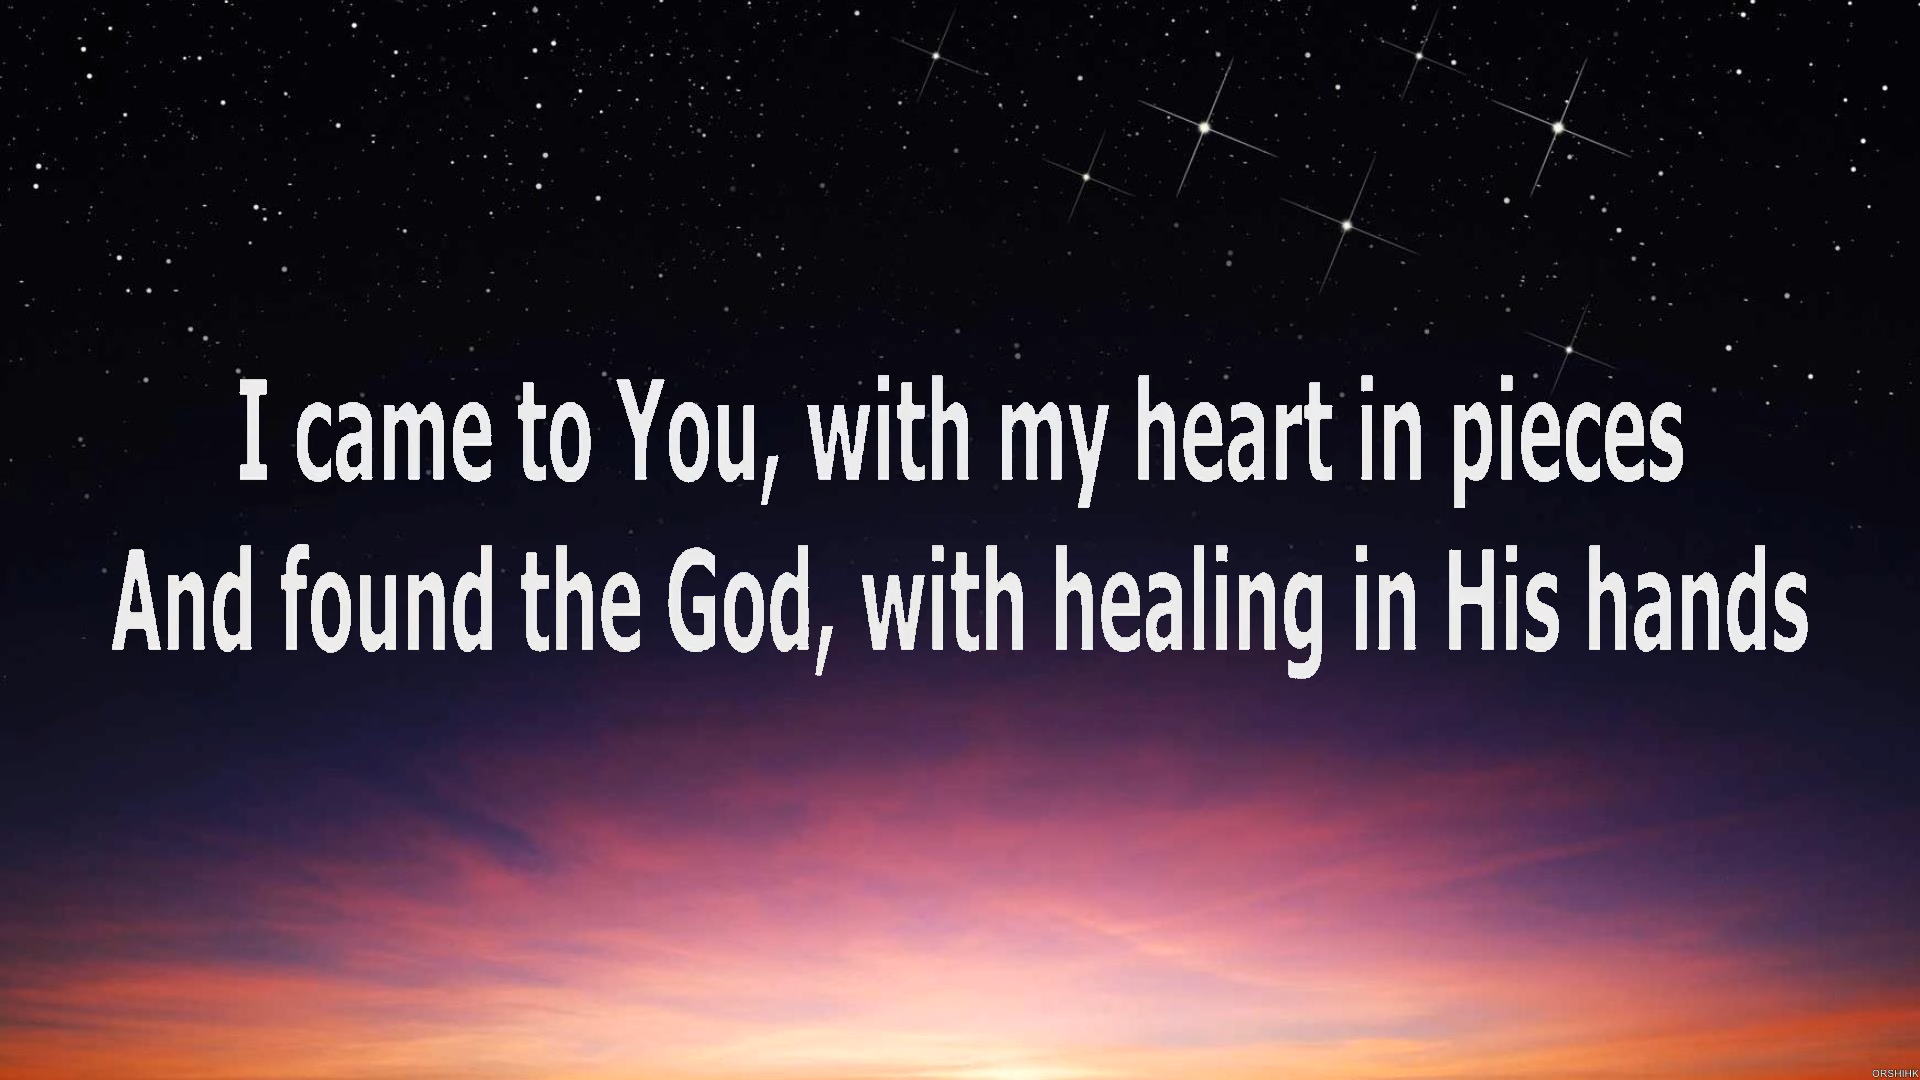 I came to You, with my heart in pieces
And found the God, with healing in His hands
ORSHIHK